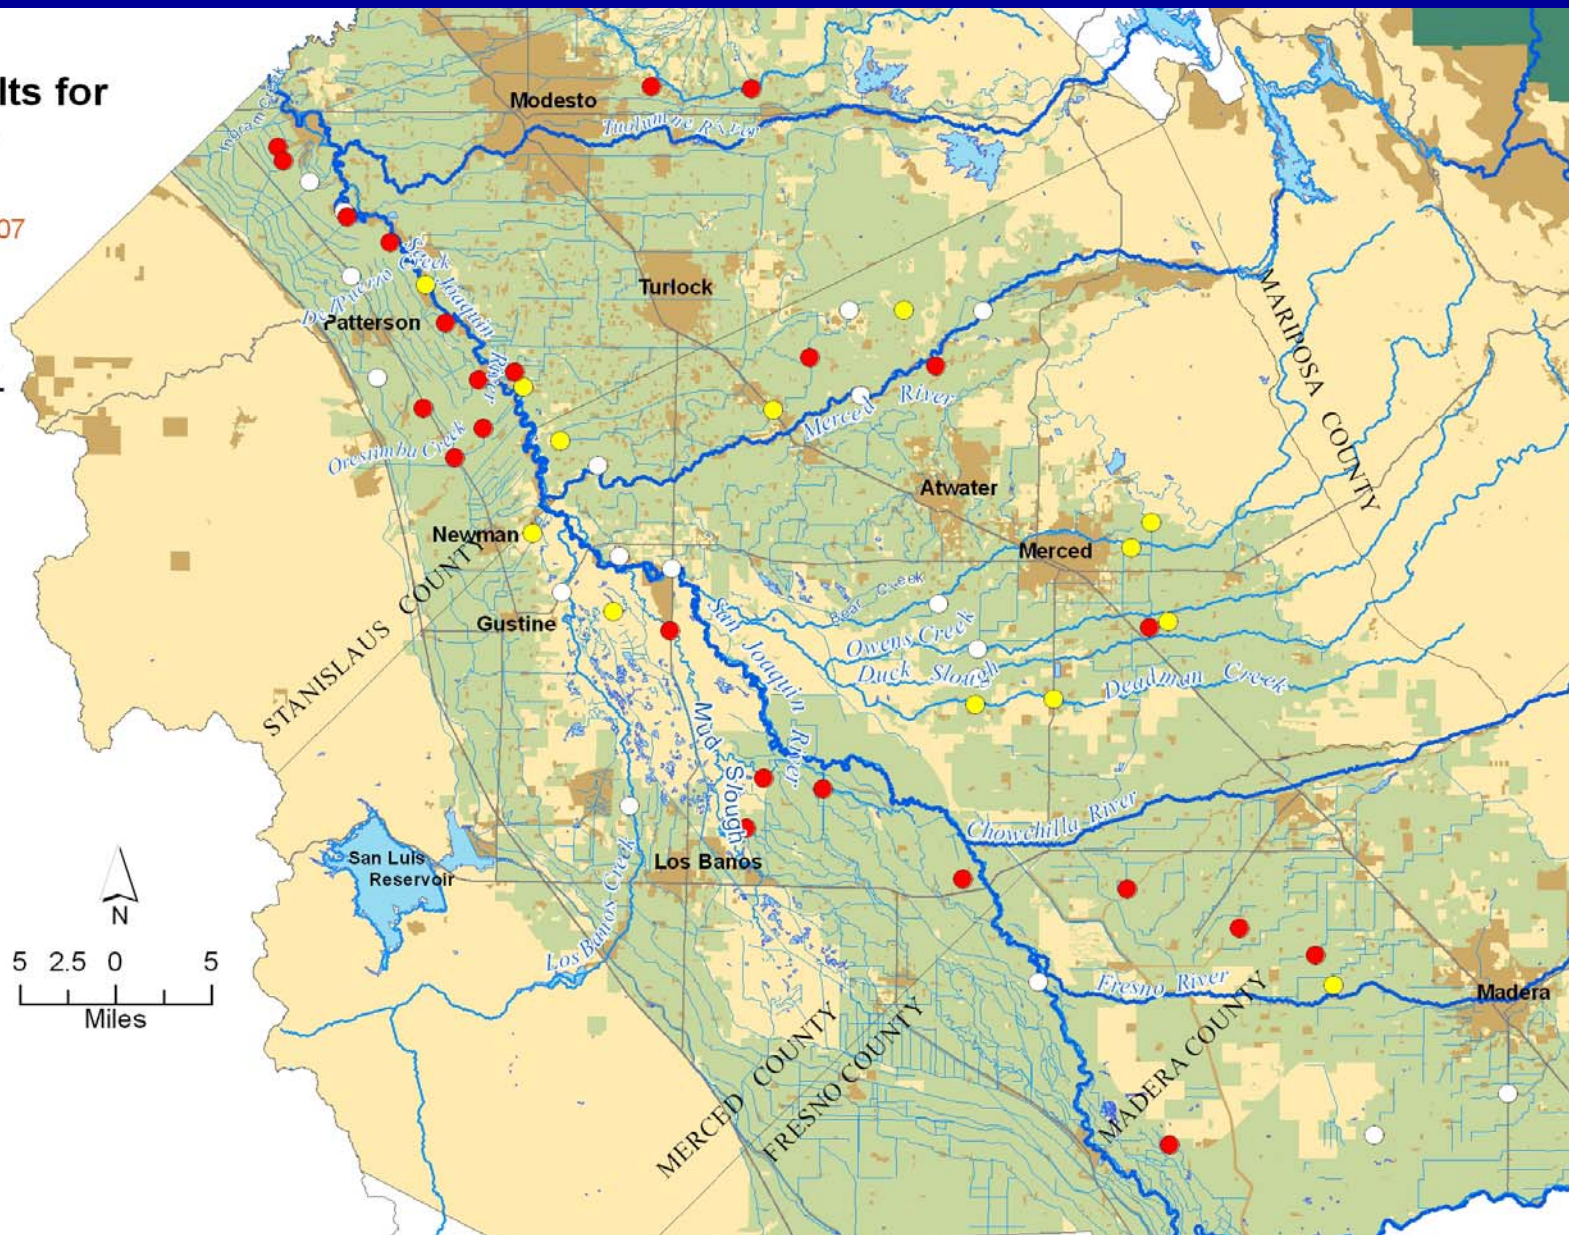 lts for
07
Modesto
Tuolumne River
Ingram Creek
Turlock
Del Puerto Creek
Patterson
San Joaquin River
MARIPOSA COUNTY
Merced River
Orestimba Creek
Atwater
Newman
Merced
STANISLAUS COUNTY
Gustine
Bear Creek
Owens Creek
Duck Slough
Deadman Creek
San Joaquin River
Mud Slough
Chowchilla River
San Luis
Reservoir
Los Banos
Los Banos Creek
N
5 2.5 0 5
Miles
Fresno River
Madera
MERCED COUNTY
FRESNO COUNTY
MADERA COUNTY